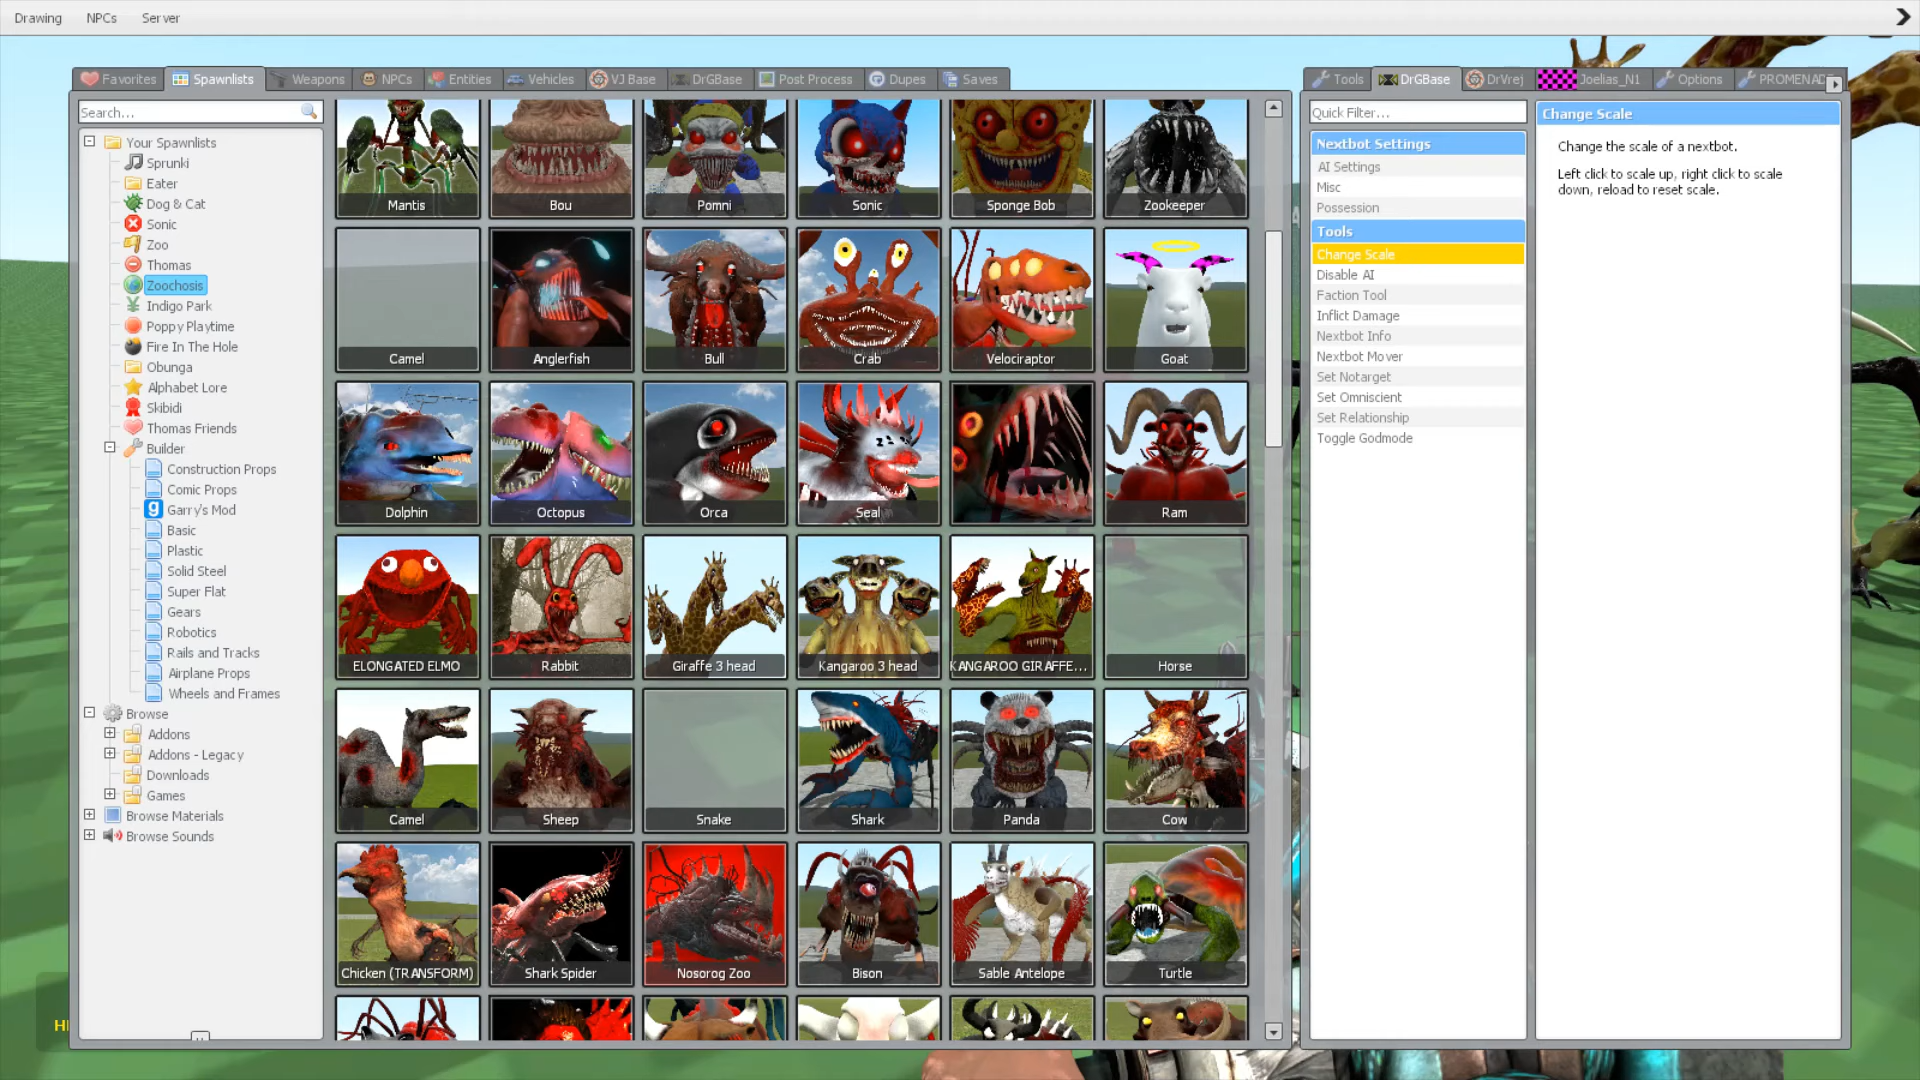 Drawing NPCs Server
Favorites Spawnlists Weapons NPCs Entities Vehicles VJ Base DrGBase Post Process Dupes Saves
Tools DrGBase DrVrej Joelias_N1 Options PROMENAD
Search...
Your Spawnlists
Sprunki
Eater
Dog & Cat
Sonic
Zoo
Thomas
Zoochosis
Indigo Park
Poppy Playtime
Fire In The Hole
Obunga
Alphabet Lore
Skibidi
Thomas Friends
Builder
Construction Props
Comic Props
Garry's Mod
Basic
Plastic
Solid Steel
Super Flat
Gears
Robotics
Rails and Tracks
Airplane Props
Wheels and Frames
Browse
Addons
Addons - Legacy
Downloads
Games
Browse Materials
Browse Sounds
Mantis Bou Pomni Sonic Sponge Bob Zookeeper
Camel Anglerfish Bull Crab Velociraptor Goat
Dolphin Octopus Orca Seal Ram
ELONGATED ELMO Rabbit Giraffe 3 head Kangaroo 3 head KANGAROO GIRAFFE... Horse
Camel Sheep Snake Shark Panda Cow
Chicken (TRANSFORM) Shark Spider Nosorog Zoo Bison Sable Antelope Turtle
Quick Filter...
Nextbot Settings
AI Settings
Misc
Possession
Tools
Change Scale
Disable AI
Faction Tool
Inflict Damage
Nextbot Info
Nextbot Mover
Set Notarget
Set Omniscient
Set Relationship
Toggle Godmode
Change Scale
Change the scale of a nextbot.
Left click to scale up, right click to scale
down, reload to reset scale.